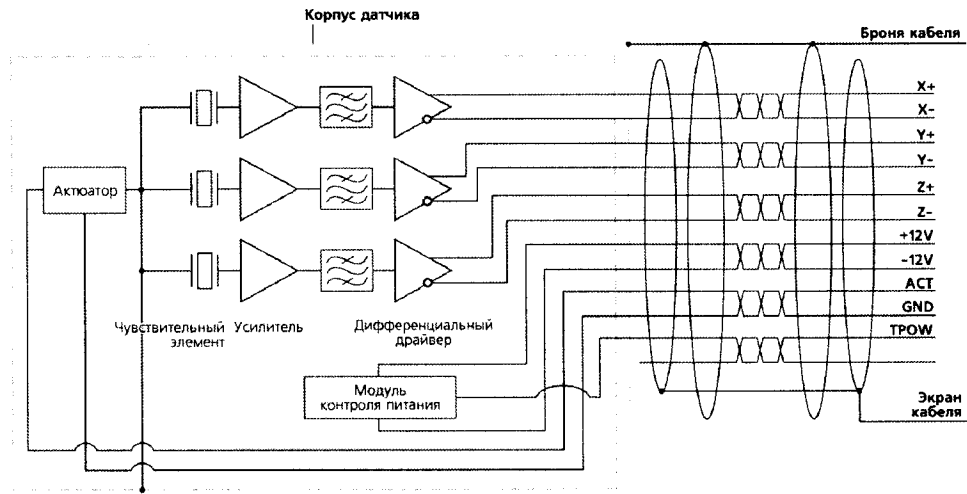 Корпус датчика
Броня кабеля
X+
X-
Y+
Y-
Актюатор
Z+
Z-
+12V
-12V
ACT
GND
TPOW
Чувствительный
элемент
Усилитель
Дифференциальный
драйвер
Модуль
контроля питания
Экран
кабеля